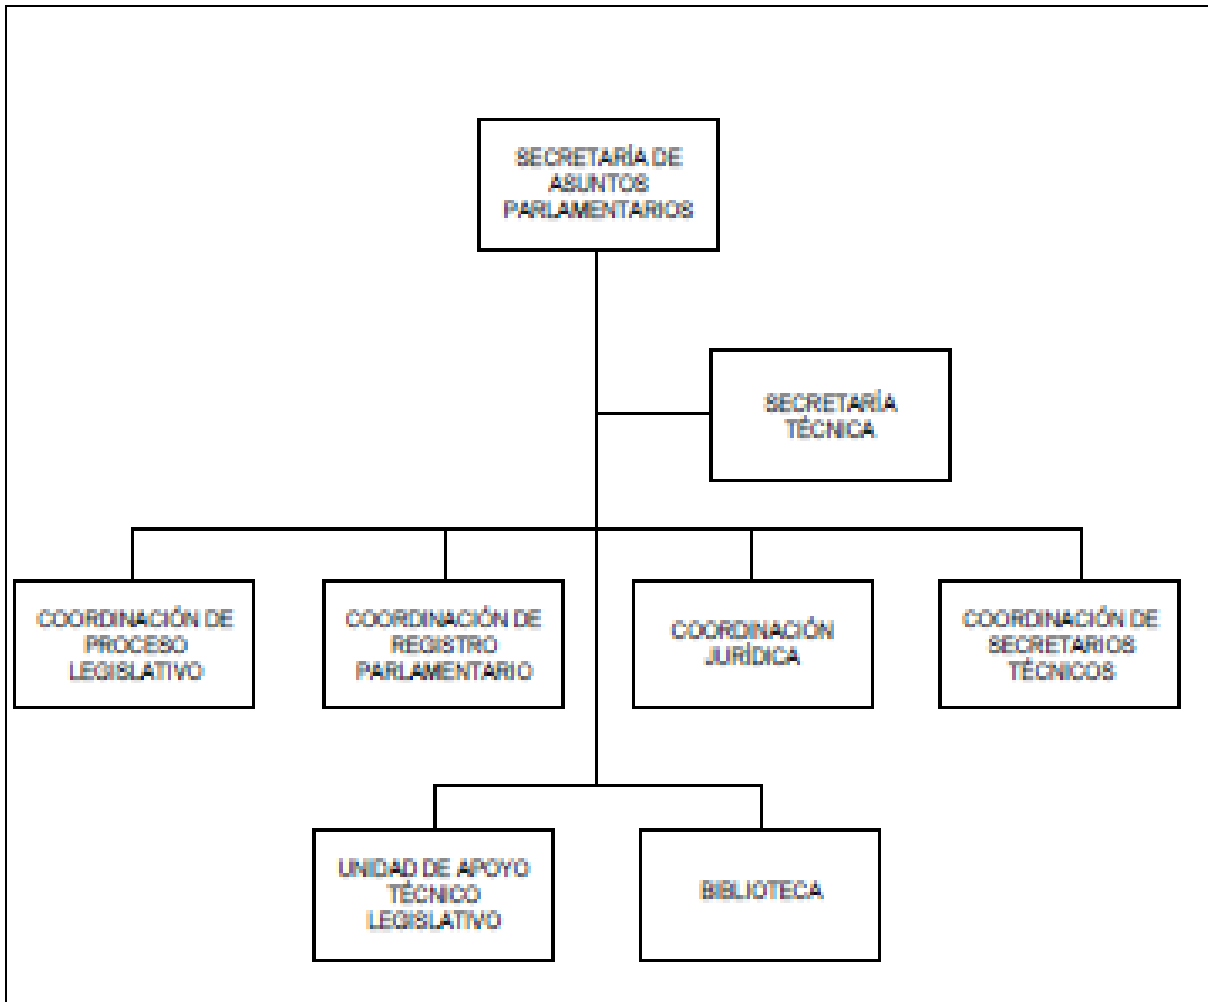 SECRETARÍA DE
ASUNTOS
PARLAMENTARIOS
SECRETARÍA
TÉCNICA
COORDINACIÓN DE
PROCESO
LEGISLATIVO
COORDINACIÓN DE
REGISTRO
PARLAMENTARIO
COORDINACIÓN
JURÍDICA
COORDINACIÓN DE
SECRETARIOS
TÉCNICOS
UNIDAD DE APOYO
TÉCNICO
LEGISLATIVO
BIBLIOTECA